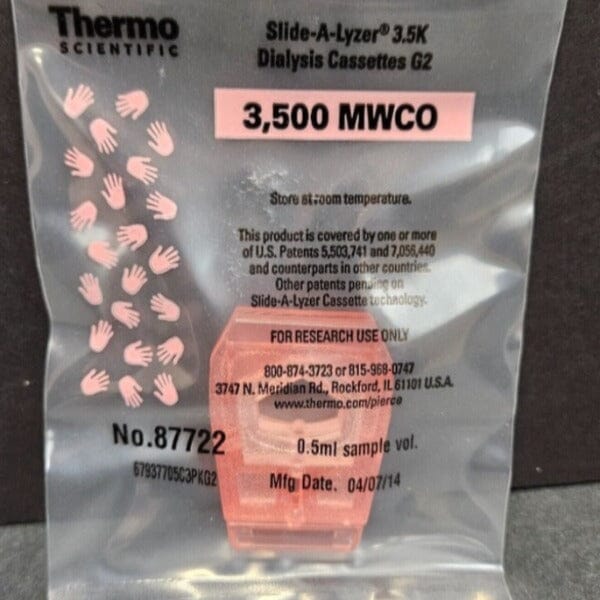 Thermo
SCIENTIFIC
Slide-A-Lyzer® 3.5K
Dialysis Cassettes G2
3,500 MWCO
Store at room temperature.
This product is covered by one or more
of U.S. Patents 5,503,741 and 7,056,440
and counterparts in other countries.
Other patents pending on
Slide-A-Lyzer Cassette technology.
FOR RESEARCH USE ONLY
800-874-3723 or 815-968-0747
3747 N. Meridian Rd., Rockford, IL 61101 U.S.A.
www.thermo.com/pierce
No.87722
0.5ml sample vol.
Mfg Date. 04/07/14